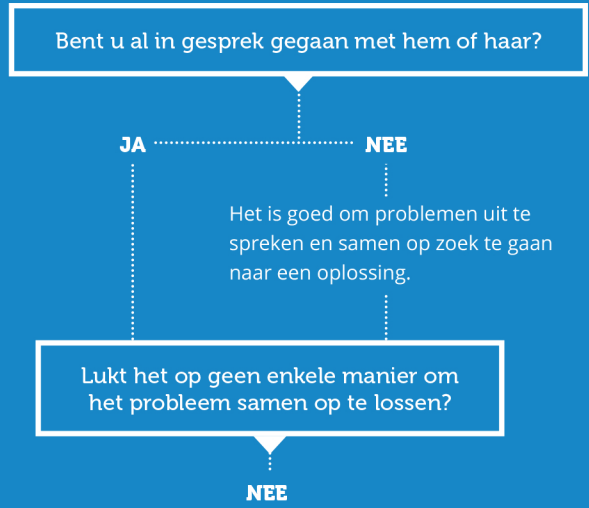 Bent u al in gesprek gegaan met hem of haar?
JA
NEE
Het is goed om problemen uit te
spreken en samen op zoek te gaan
naar een oplossing.
Lukt het op geen enkele manier om
het probleem samen op te lossen?
NEE